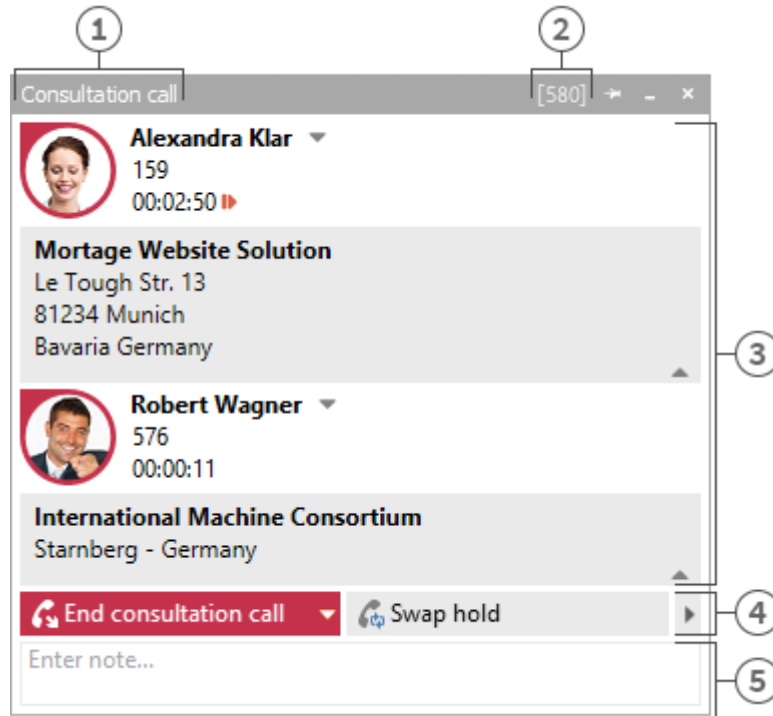 1 2
Consultation call [580]
Alexandra Klar
159
00:02:50
Mortage Website Solution
Le Tough Str. 13
81234 Munich
Bavaria Germany
3
Robert Wagner
576
00:00:11
International Machine Consortium
Starnberg - Germany
End consultation call Swap hold 4
Enter note...
5